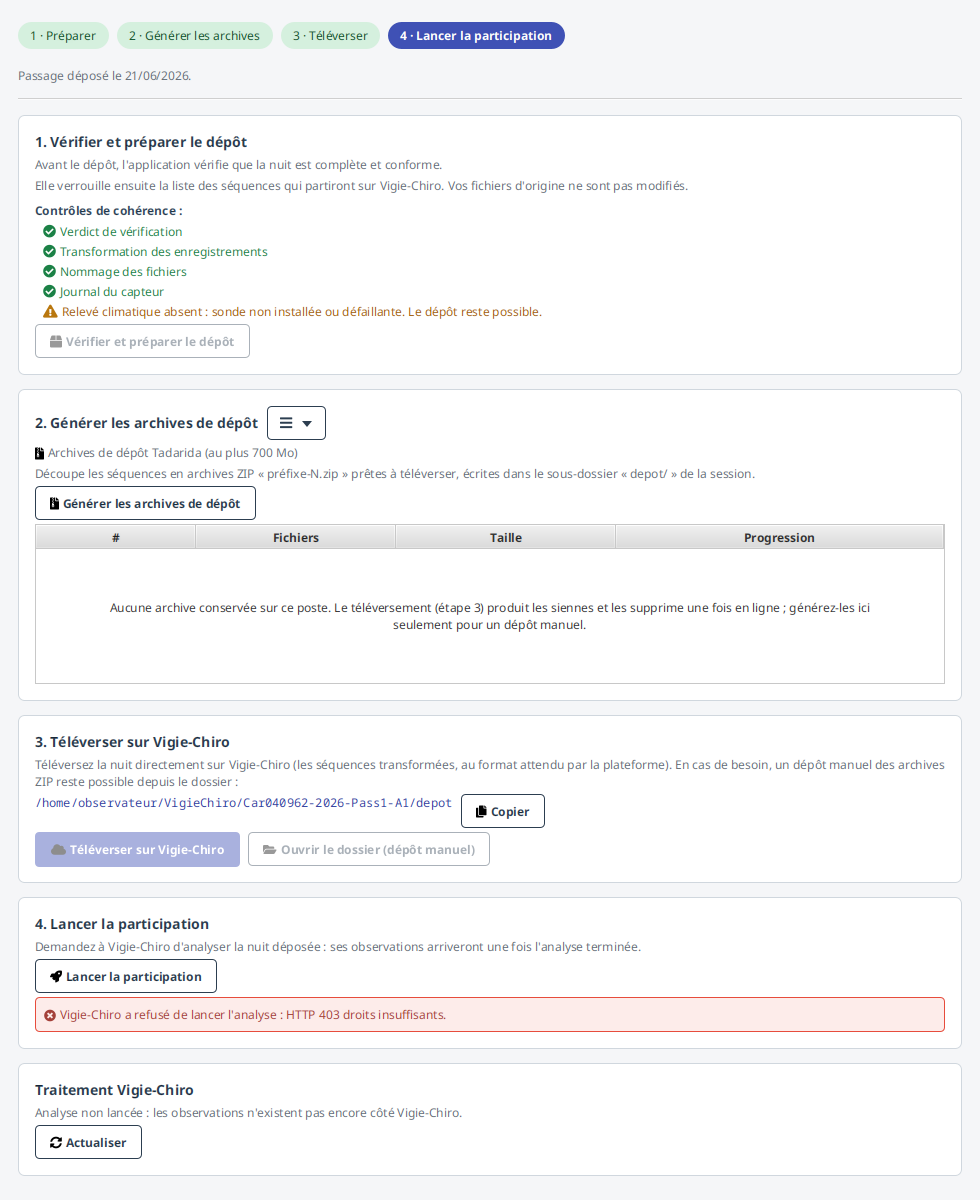 1 · Préparer
2 · Générer les archives
3 · Téléverser
4 · Lancer la participation
Passage déposé le 21/06/2026.
1. Vérifier et préparer le dépôt
Avant le dépôt, l'application vérifie que la nuit est complète et conforme.
Elle verrouille ensuite la liste des séquences qui partiront sur Vigie-Chiro. Vos fichiers d'origine ne sont pas modifiés.
Contrôles de cohérence :
Verdict de vérification
Transformation des enregistrements
Nommage des fichiers
Journal du capteur
Relevé climatique absent : sonde non installée ou défaillante. Le dépôt reste possible.
Vérifier et préparer le dépôt
2. Générer les archives de dépôt
Archives de dépôt Tadarida (au plus 700 Mo)
Découpe les séquences en archives ZIP « préfixe-N.zip » prêtes à téléverser, écrites dans le sous-dossier « depot/ » de la session.
Générer les archives de dépôt
# Fichiers Taille Progression
Aucune archive conservée sur ce poste. Le téléversement (étape 3) produit les siennes et les supprime une fois en ligne ; générez-les ici
seulement pour un dépôt manuel.
3. Téléverser sur Vigie-Chiro
Téléversez la nuit directement sur Vigie-Chiro (les séquences transformées, au format attendu par la plateforme). En cas de besoin, un dépôt manuel des archives
ZIP reste possible depuis le dossier :
/home/observateur/VigieChiro/Car040962-2026-Pass1-A1/depot
Copier
Téléverser sur Vigie-Chiro
Ouvrir le dossier (dépôt manuel)
4. Lancer la participation
Demandez à Vigie-Chiro d'analyser la nuit déposée : ses observations arriveront une fois l'analyse terminée.
Lancer la participation
Vigie-Chiro a refusé de lancer l'analyse : HTTP 403 droits insuffisants.
Traitement Vigie-Chiro
Analyse non lancée : les observations n'existent pas encore côté Vigie-Chiro.
Actualiser